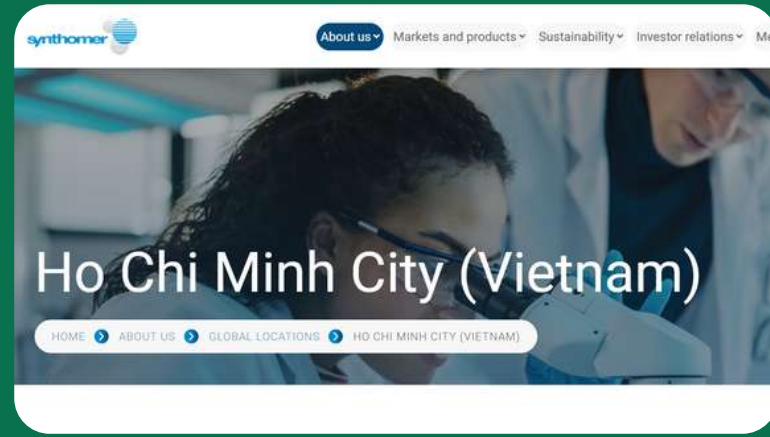 synthomer
About us Markets and products Sustainability Investor relations Me
Ho Chi Minh City (Vietnam)
HOME ABOUT US GLOBAL LOCATIONS HO CHI MINH CITY (VIETNAM)